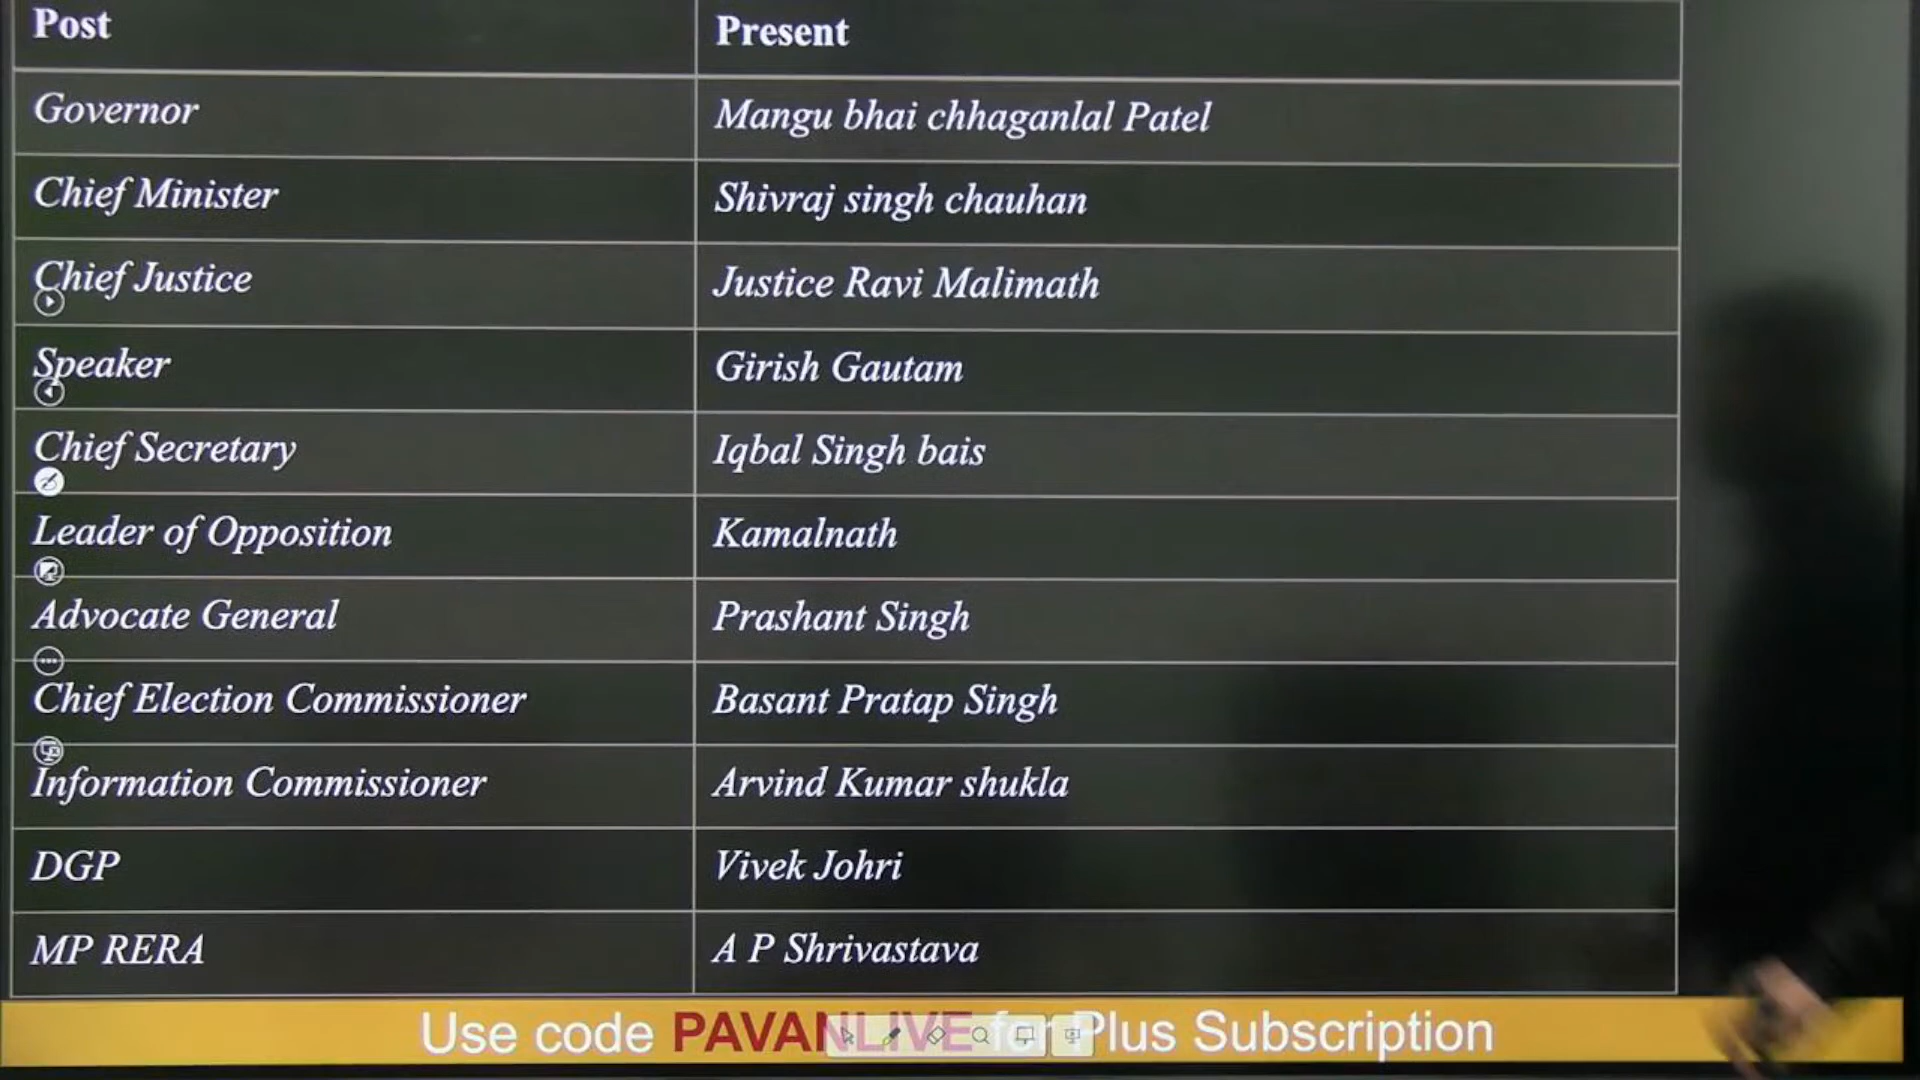 Post Present
Governor Mangu bhai chhaganlal Patel
Chief Minister Shivraj singh chauhan
Chief Justice Justice Ravi Malimath
Speaker Girish Gautam
Chief Secretary Iqbal Singh bais
Leader of Opposition Kamalnath
Advocate General Prashant Singh
Chief Election Commissioner Basant Pratap Singh
Information Commissioner Arvind Kumar shukla
DGP Vivek Johri
MP RERA A P Shrivastava
Use code PAVANLIVE for Plus Subscription